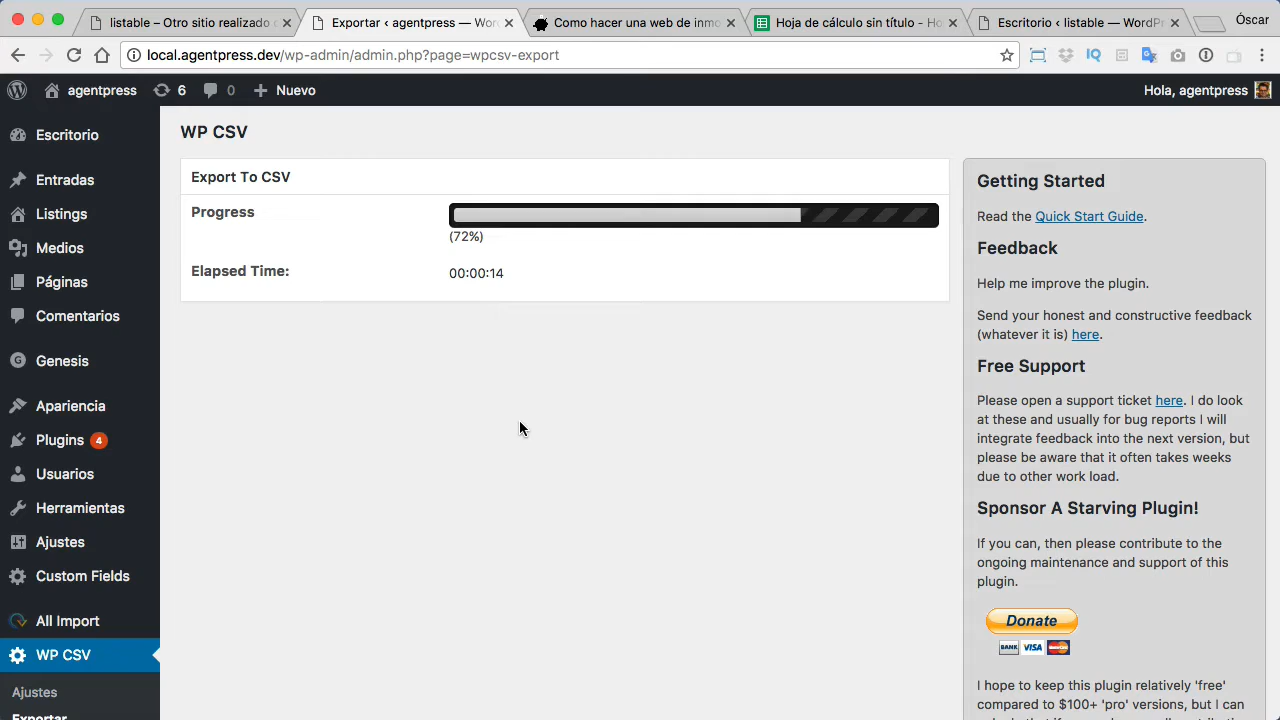 listable – Otro sitio realizado
Exportar ‹ agentpress — Wor
Como hacer una web de inmo
Hoja de cálculo sin título - Ho
Escritorio ‹ listable — WordPr
Óscar
local.agentpress.dev/wp-admin/admin.php?page=wpcsv-export
agentpress
6
0
Nuevo
Hola, agentpress
Escritorio
Entradas
Listings
Medios
Páginas
Comentarios
Genesis
Apariencia
Plugins 4
Usuarios
Herramientas
Ajustes
Custom Fields
All Import
WP CSV
Ajustes
Exportar
WP CSV
Export To CSV
Progress
(72%)
Elapsed Time:
00:00:14
Getting Started
Read the Quick Start Guide.
Feedback
Help me improve the plugin.
Send your honest and constructive feedback
(whatever it is) here.
Free Support
Please open a support ticket here. I do look
at these and usually for bug reports I will
integrate feedback into the next version, but
please be aware that it often takes weeks
due to other work load.
Sponsor A Starving Plugin!
If you can, then please contribute to the
ongoing maintenance and support of this
plugin.
Donate
BANK VISA
I hope to keep this plugin relatively 'free'
compared to $100+ 'pro' versions, but I can